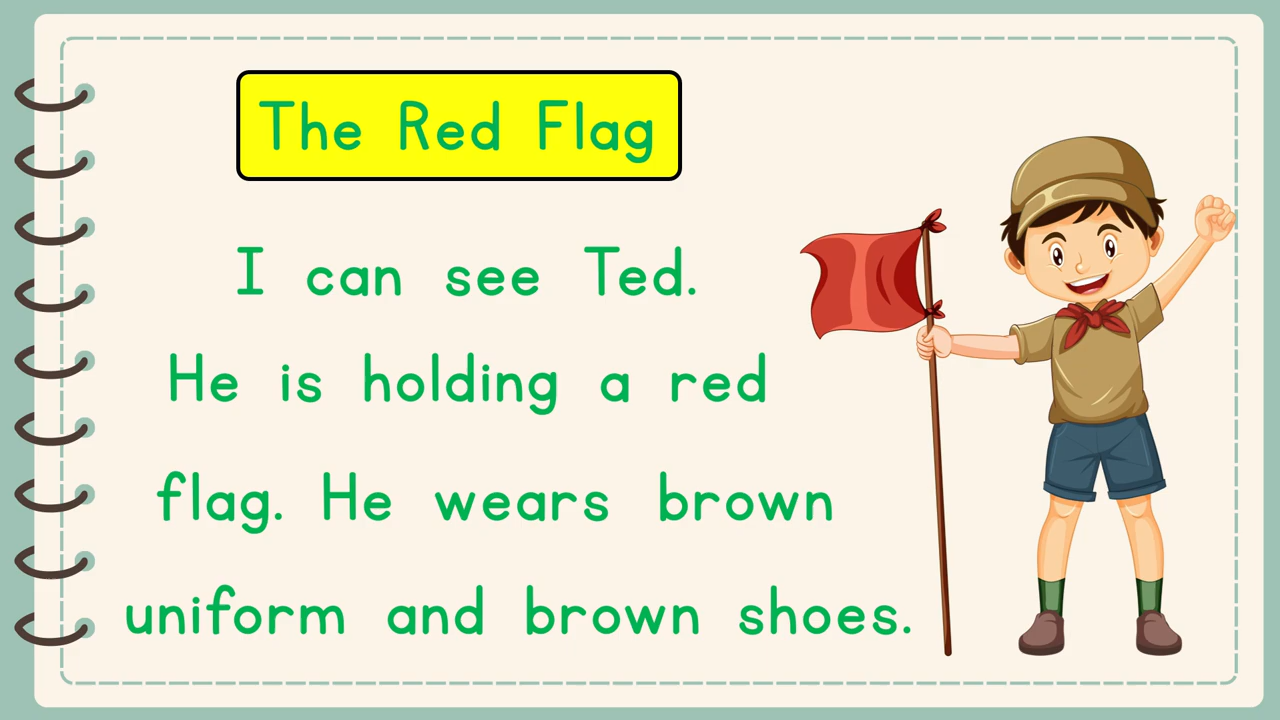 The Red Flag
I can see Ted.
He is holding a red
flag. He wears brown
uniform and brown shoes.